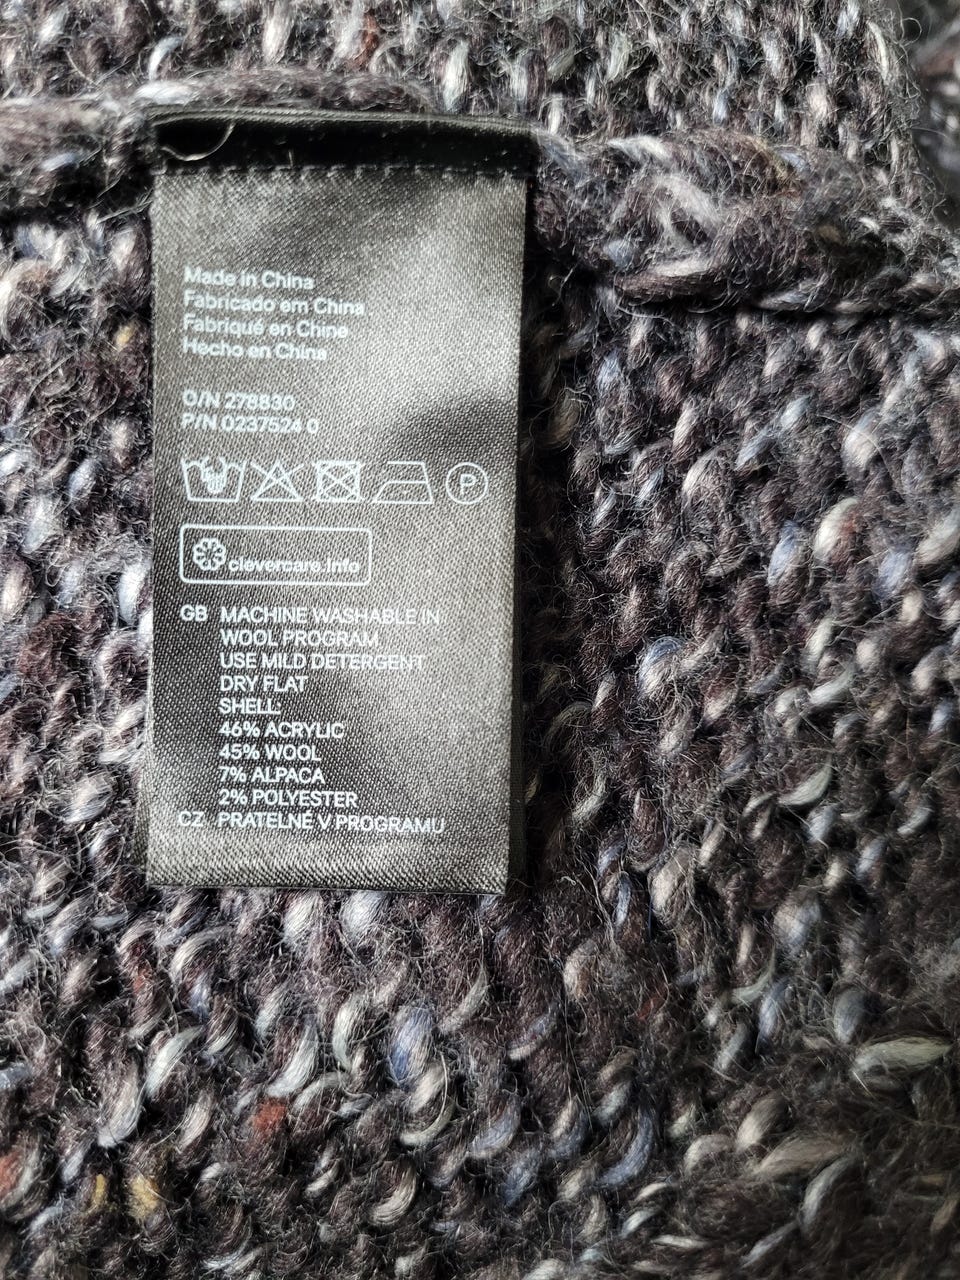 Made in China
Fabricado em China
Fabriqué en Chine
Hecho en China
O/N 278830
P/N 0237524 0
P
clevercare.info
GB MACHINE WASHABLE IN
WOOL PROGRAM
USE MILD DETERGENT
DRY FLAT
SHELL:
46% ACRYLIC
45% WOOL
7% ALPACA
2% POLYESTER
CZ PRATELNE V PROGRAMU